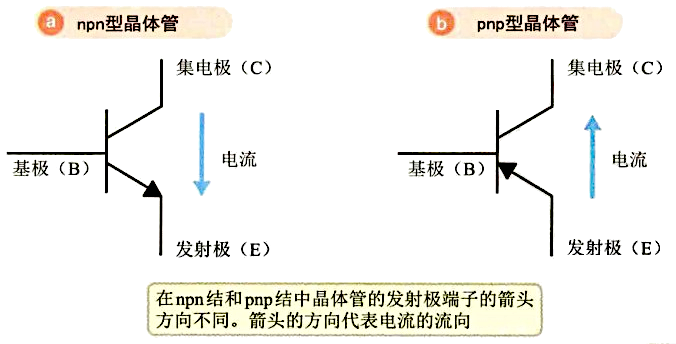 a npn型晶体管
b pnp型晶体管
集电极（C）
电流
基极（B）
发射极（E）
集电极（C）
电流
基极（B）
发射极（E）
在npn结和pnp结中晶体管的发射极端子的箭头
方向不同。箭头的方向代表电流的流向